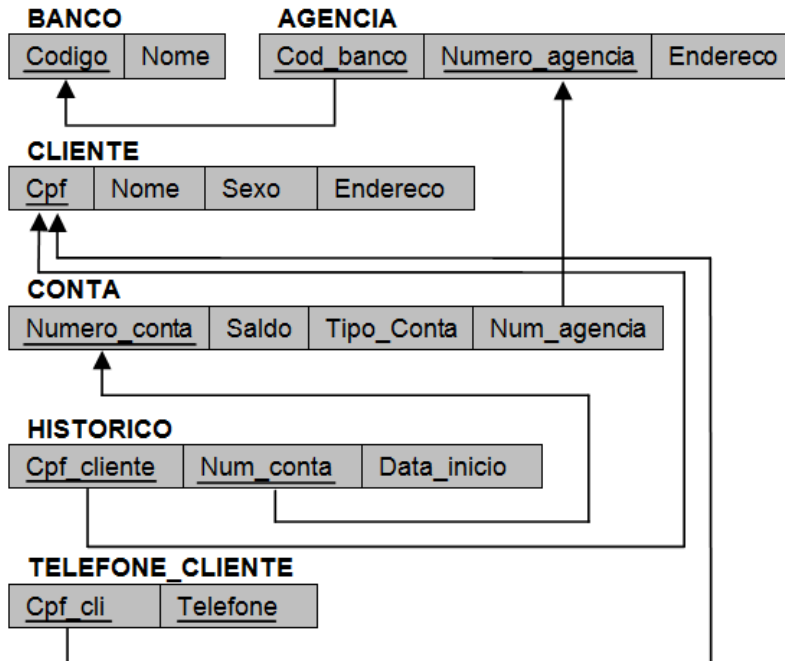 BANCO AGENCIA
Codigo Nome Cod_banco Numero_agencia Endereco
CLIENTE
Cpf Nome Sexo Endereco
CONTA
Numero_conta Saldo Tipo_Conta Num_agencia
HISTORICO
Cpf_cliente Num_conta Data_inicio
TELEFONE_CLIENTE
Cpf_cli Telefone